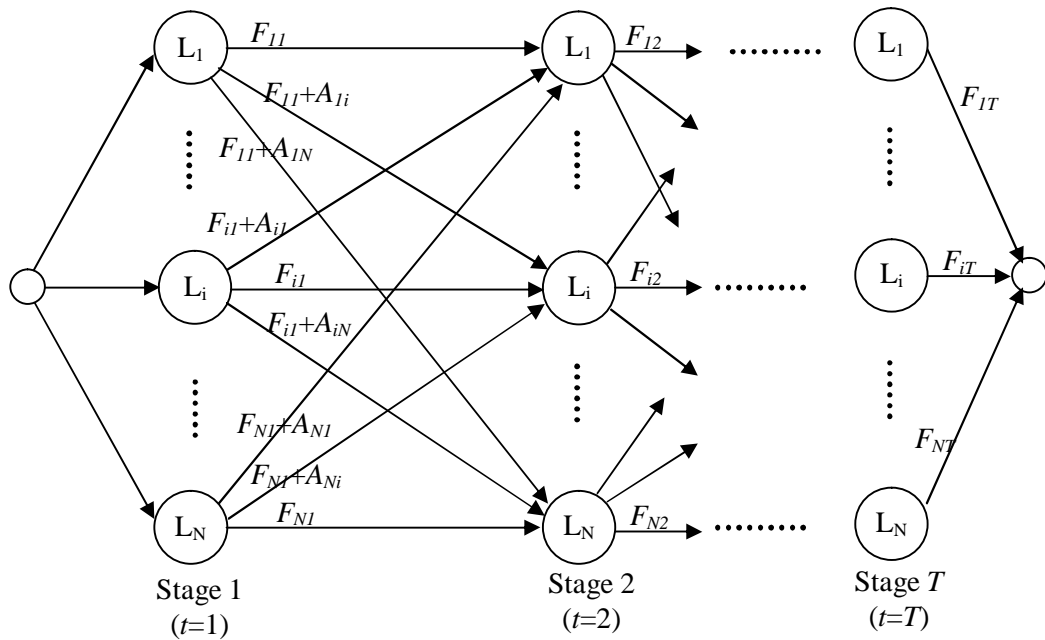 L1
F11
L1
F12
L1
F11+A1i
F1T
F11+A1N
Fi1+Ai1
Li
Fi1
Li
Fi2
Li
FiT
Fi1+AiN
FN1+AN1
FNT
FN1+ANi
LN
FN1
LN
FN2
LN
Stage 1
(t=1)
Stage 2
(t=2)
Stage T
(t=T)